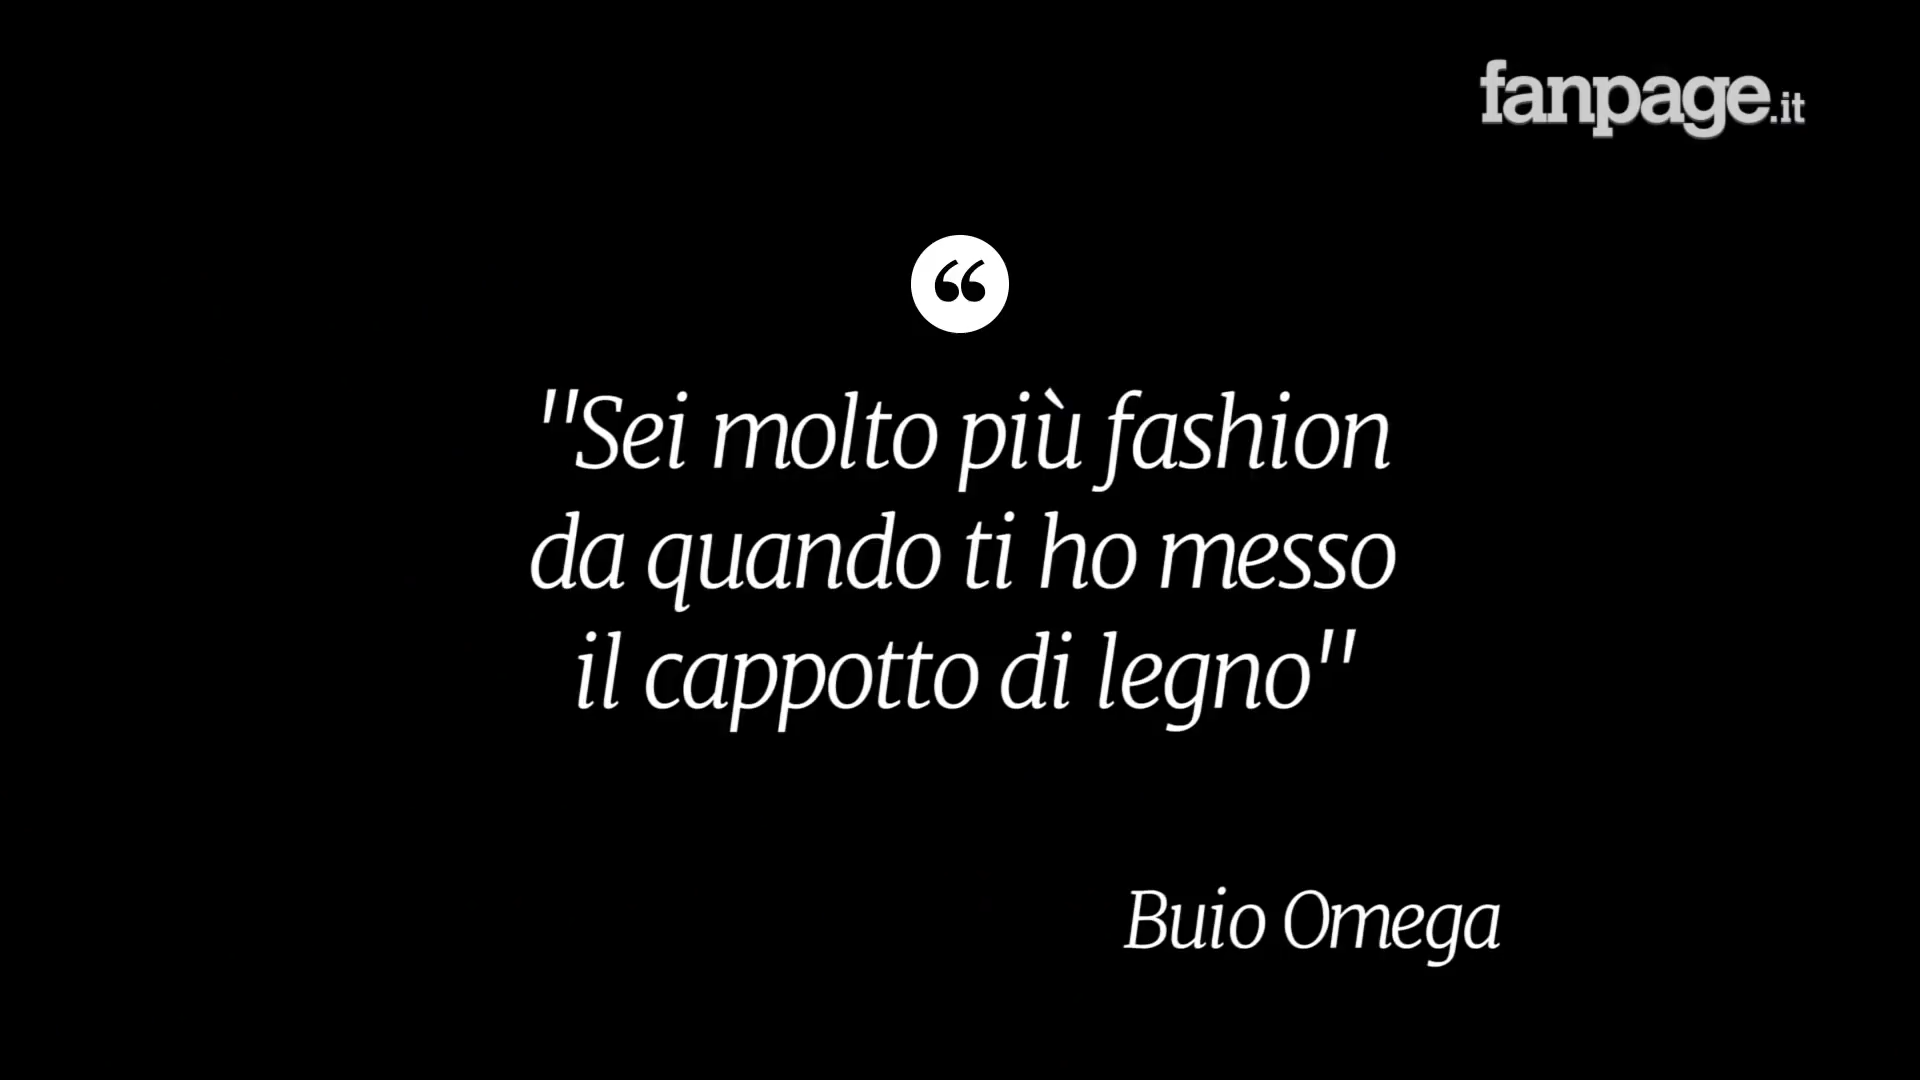 fanpage.it
“
"Sei molto più fashion
da quando ti ho messo
il cappotto di legno"
Buio Omega